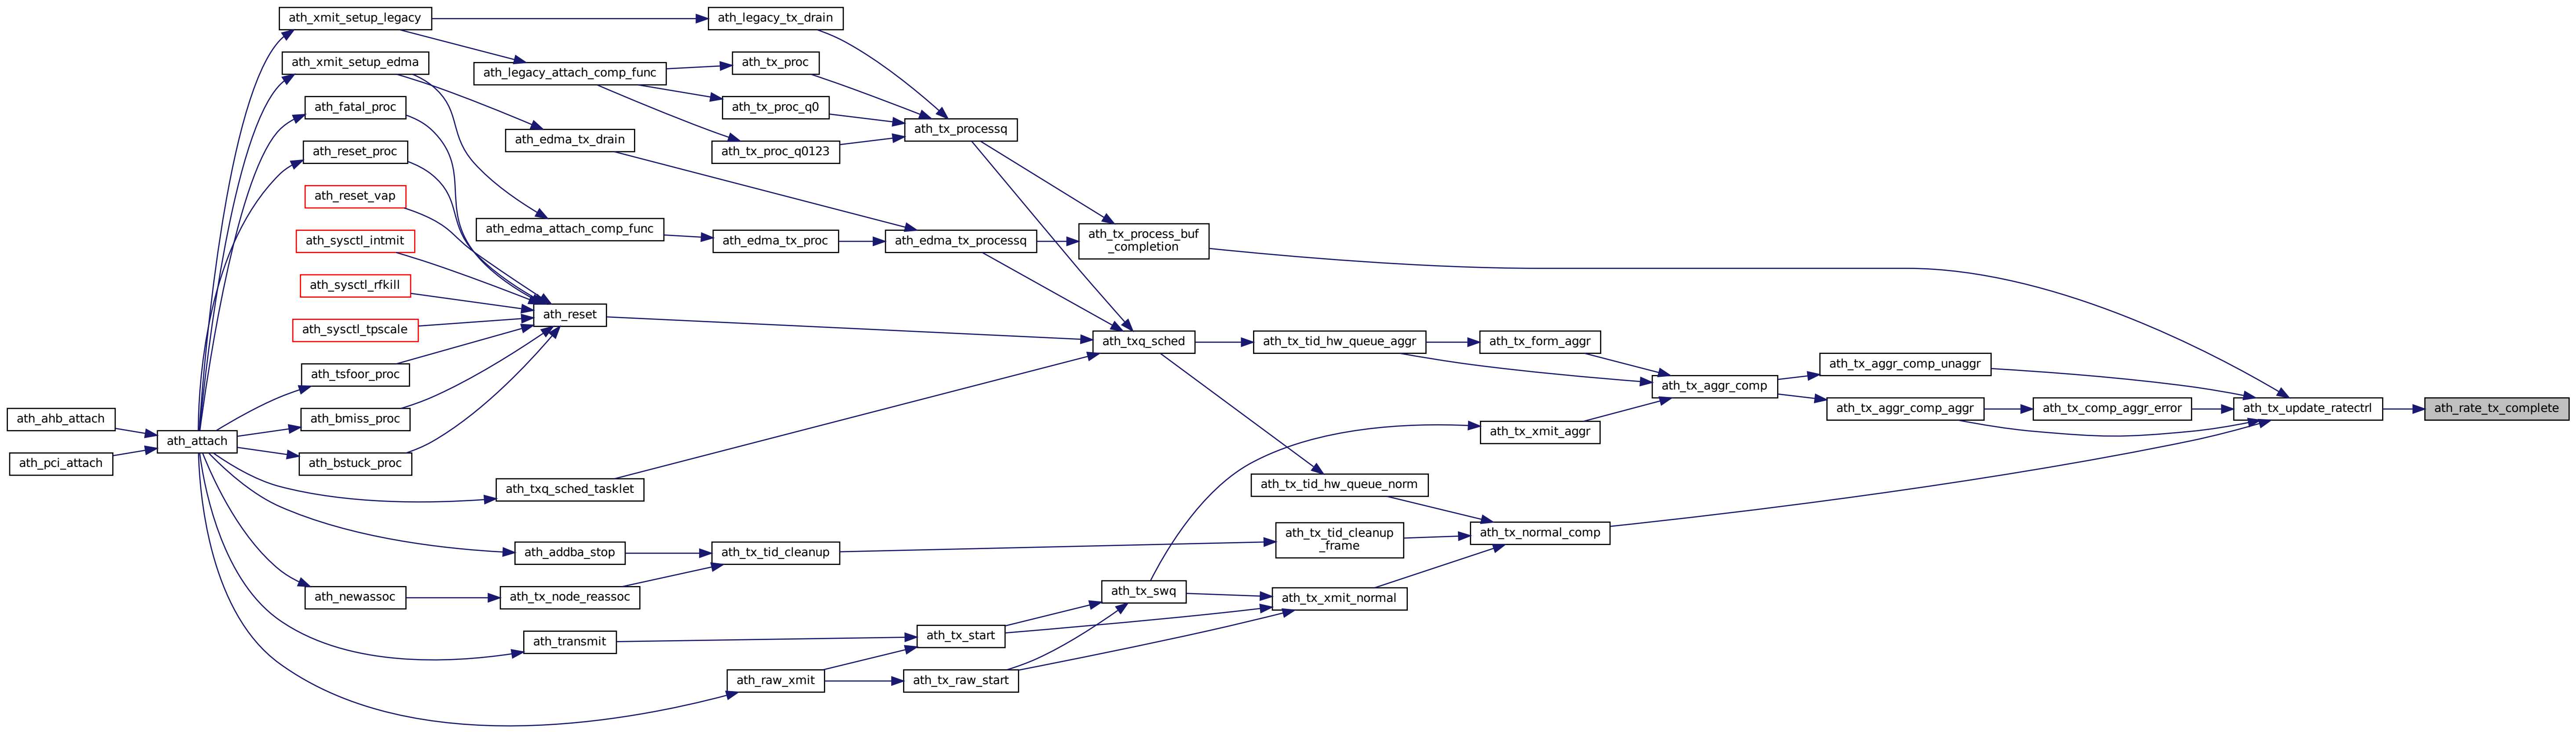 ath_xmit_setup_legacy
ath_legacy_tx_drain
ath_xmit_setup_edma
ath_legacy_attach_comp_func
ath_tx_proc
ath_fatal_proc
ath_tx_proc_q0
ath_tx_processq
ath_edma_tx_drain
ath_reset_proc
ath_tx_proc_q0123
ath_reset_vap
ath_edma_attach_comp_func
ath_edma_tx_proc
ath_edma_tx_processq
ath_tx_process_buf
_completion
ath_sysctl_intmit
ath_sysctl_rfkill
ath_reset
ath_sysctl_tpscale
ath_txq_sched
ath_tx_tid_hw_queue_aggr
ath_tx_form_aggr
ath_tx_aggr_comp_unaggr
ath_tsfoor_proc
ath_tx_aggr_comp
ath_tx_aggr_comp_aggr
ath_tx_comp_aggr_error
ath_tx_update_ratectrl
ath_rate_tx_complete
ath_ahb_attach
ath_bmiss_proc
ath_attach
ath_tx_xmit_aggr
ath_pci_attach
ath_bstuck_proc
ath_txq_sched_tasklet
ath_tx_tid_hw_queue_norm
ath_tx_normal_comp
ath_addba_stop
ath_tx_tid_cleanup
ath_tx_tid_cleanup
_frame
ath_newassoc
ath_tx_node_reassoc
ath_tx_swq
ath_tx_xmit_normal
ath_transmit
ath_tx_start
ath_raw_xmit
ath_tx_raw_start